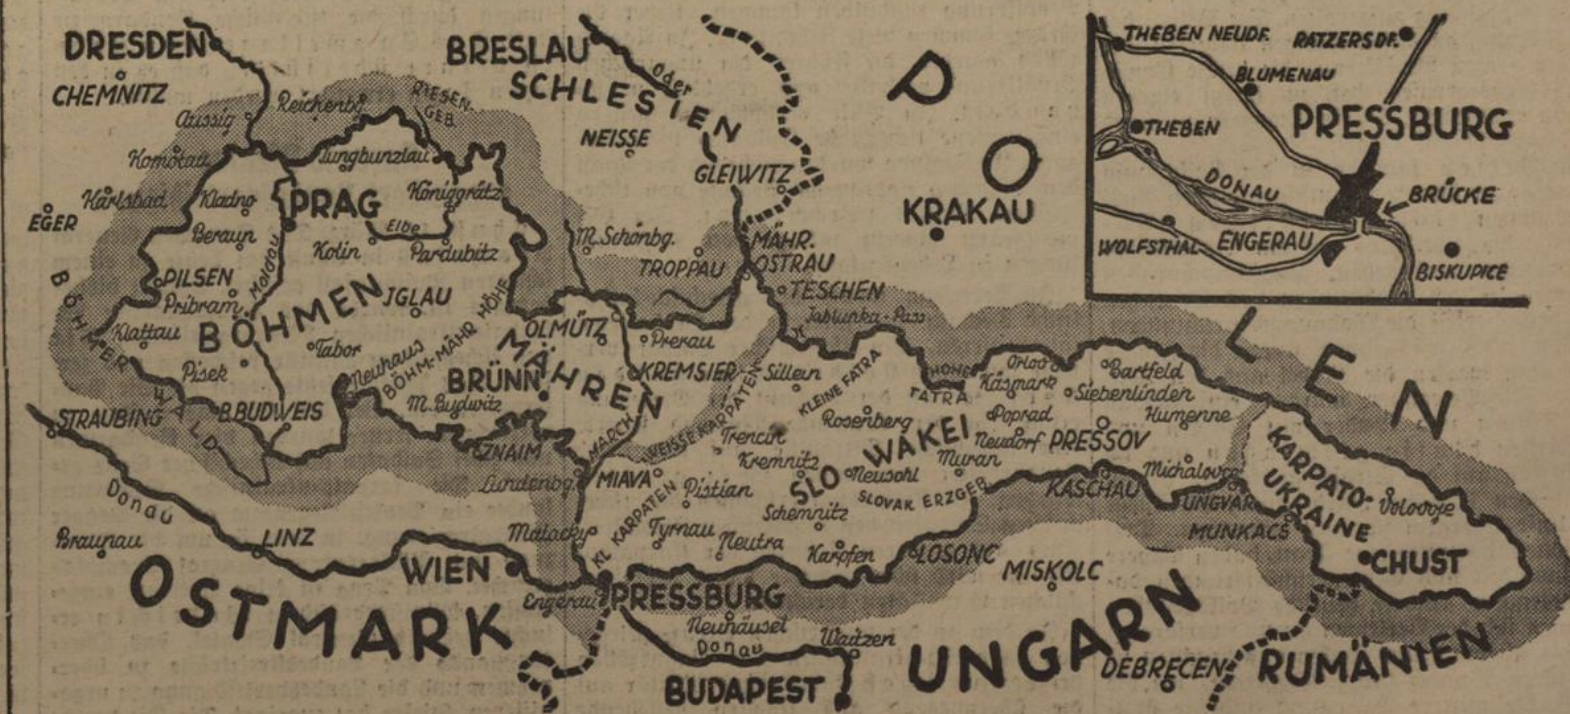 DRESDEN
CHEMNITZ
Aussig
Reichenbg.
RIESEN-
GEB.
BRESLAU
SCHLESIEN
Oder
NEISSE
GLEIWITZ
POLEN
KRAKAU
Komotau
Karlsbad
EGER
Kladno
Jungbunzlau
PRAG
Königgrätz
Elbe
Beraun
Kolin
Pardubitz
Moldau
PILSEN
Pribram
BÖHMEN
JGLAU
Klattau
Pisek
Tabor
Neuhaus
BÖHM-MÄHR HÖHE
BÖHMER WALD
B.BUDWEIS
STRAUBING
M.Schönbg.
TROPPAU
MÄHR.
OSTRAU
TESCHEN
Jablunka-Pass
OLMÜTZ
Prerau
MÄHREN
KREMSIER
BRÜNN
M.Budwitz
ZNAIM
MARCH
Lundenbg.
WEISSE KARPATEN
Sillein
KLEINE FATRA
HOHE
TATRA
Orlov
Käsmark
Bartfeld
Siebenlinden
Humenne
Rosenberg
Poprad
Neudorf
PRESSOV
Trencin
Kremnitz
SLOWAKEI
Neusohl
Muran
SLOVAK ERZGEB
KASCHAU
Michalovce
UNGVAR
MUNKACS
KARPATO-
UKRAINE
Volovoje
CHUST
MIAVA
Pistian
KL KARPATEN
Tyrnau
Schemnitz
Neutra
Karpfen
LOSONC
MISKOLC
Malacky
Donau
Braunau
LINZ
WIEN
Engerau
PRESSBURG
Neuhäusel
Donau
Waitzen
BUDAPEST
OSTMARK
UNGARN
DEBRECEN
RUMÄNIEN
THEBEN NEUDF.
RATZERSDF.
BLUMENAU
THEBEN
PRESSBURG
DONAU
BRÜCKE
WOLFSTHAL
ENGERAU
BISKUPICE